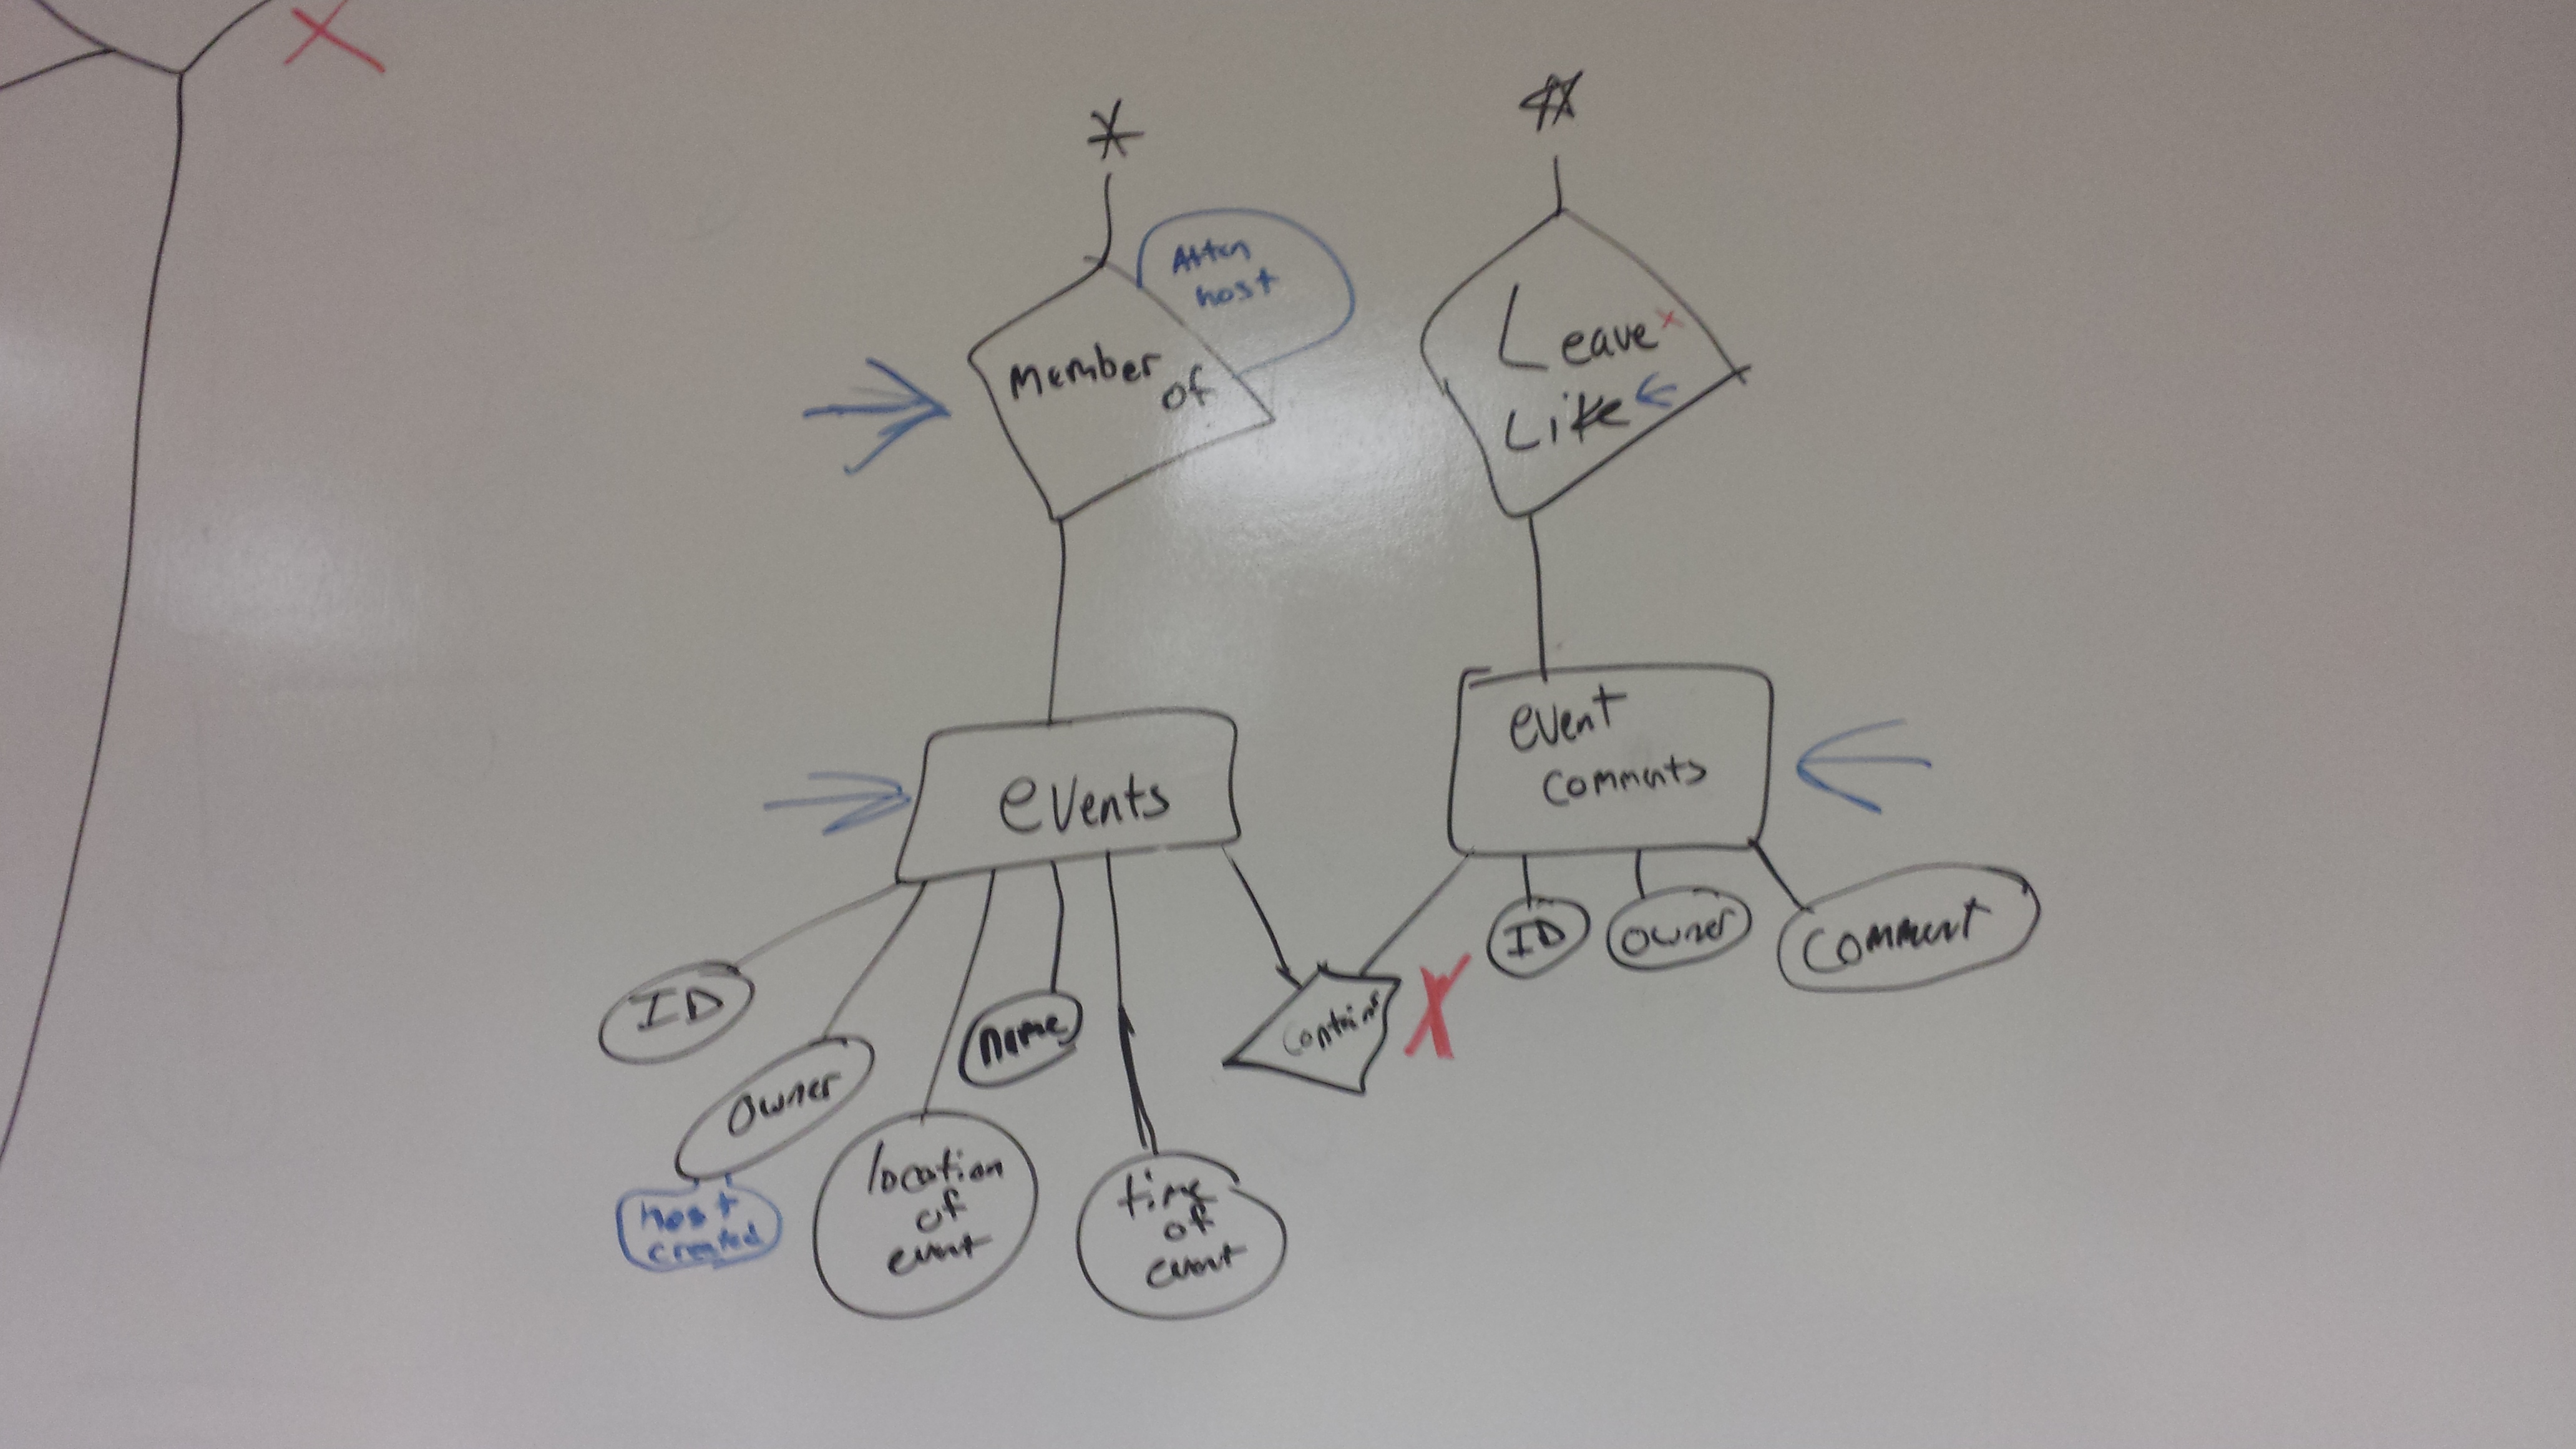 Atten
host
Member
of
Leave
Like
events
event
comments
ID
owner
comment
ID
name
contains
owner
location
of
event
time
of
event
host
created